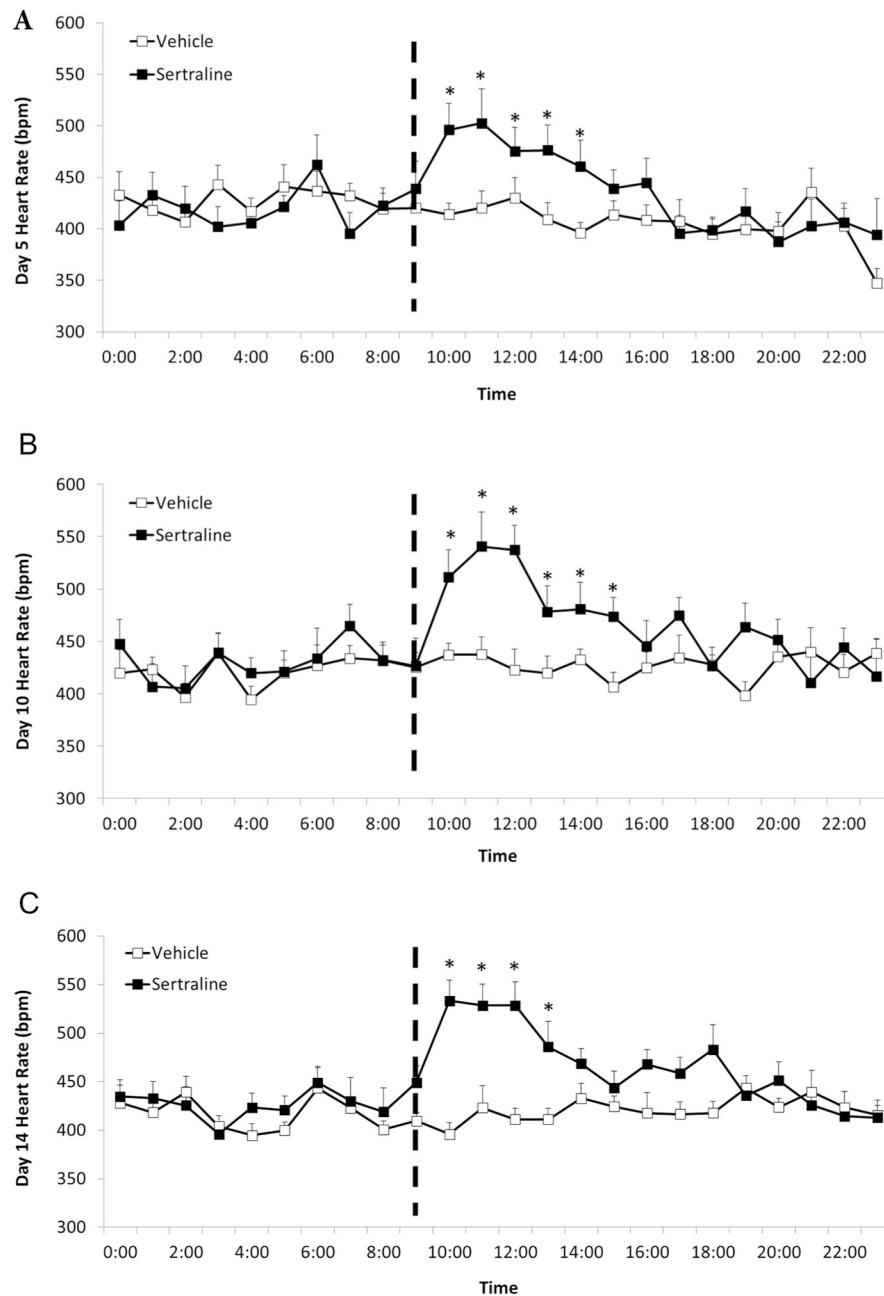 A
Vehicle
Sertraline
* * * * *
Day 5 Heart Rate (bpm)
600
550
500
450
400
350
300
0:00 2:00 4:00 6:00 8:00 10:00 12:00 14:00 16:00 18:00 20:00 22:00
Time
B
Vehicle
Sertraline
* * * * * *
Day 10 Heart Rate (bpm)
600
550
500
450
400
350
300
0:00 2:00 4:00 6:00 8:00 10:00 12:00 14:00 16:00 18:00 20:00 22:00
Time
C
Vehicle
Sertraline
* * * *
Day 14 Heart Rate (bpm)
600
550
500
450
400
350
300
0:00 2:00 4:00 6:00 8:00 10:00 12:00 14:00 16:00 18:00 20:00 22:00
Time